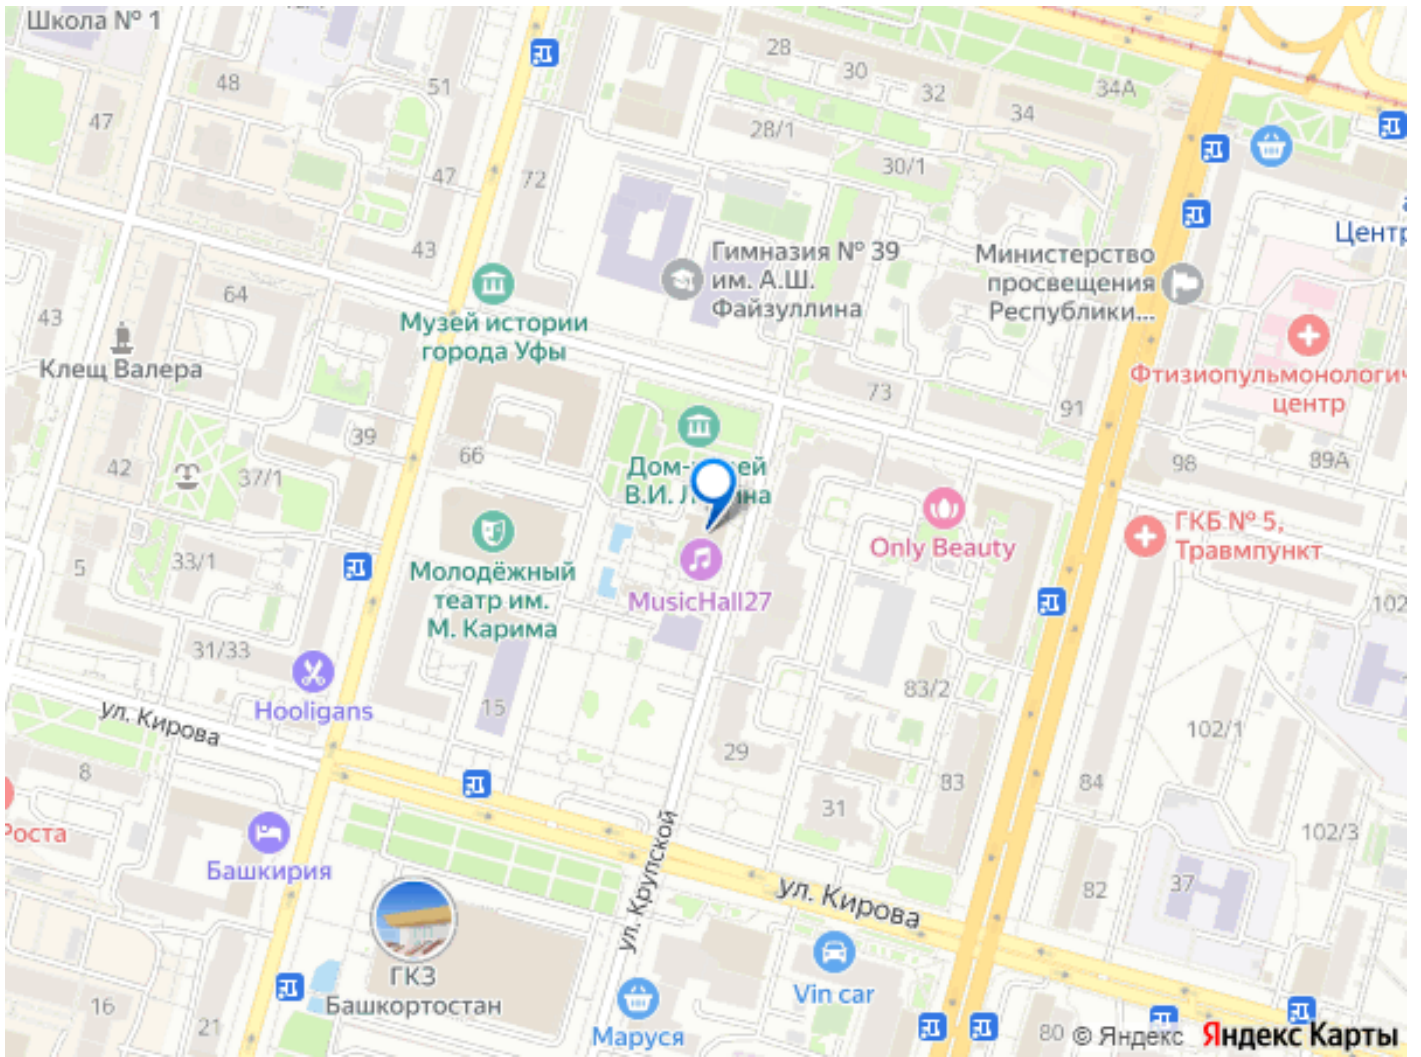 Школа № 1
28
30
32
34
34А
28/1
30/1
48
51
47
47
72
43
64
43
Гимназия № 39
им. А.Ш.
Файзуллина
Министерство
просвещения
Республики...
Центр
Музей истории
города Уфы
Клещ Валера
Фтизиопульмонологич
центр
73
91
39
66
42
37/1
98
89А
Дом-
ей
В.И. Л
ина
Only Beauty
ГКБ № 5,
Травмпункт
5
33/1
Молодёжный
театр им.
М. Карима
MusicHall27
102
31/33
Hooligans
15
83/2
ул. Кирова
102/1
29
8
83
84
31
102/3
Роста
Башкирия
ул. Крупской
ул. Кирова
82
37
ГКЗ
Башкортостан
Vin car
16
21
Маруся
80
© Яндекс
Яндекс Карты